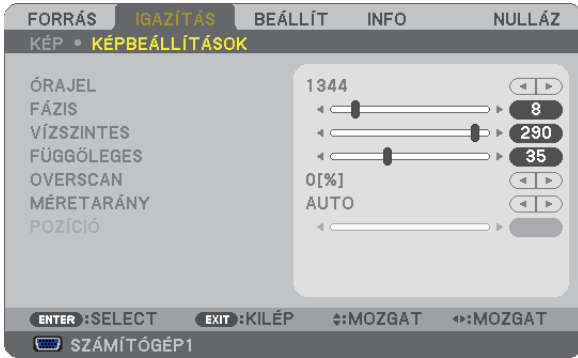 FORRÁS IGAZÍTÁS BEÁLLÍT INFO NULLÁZ
KÉP • KÉPBEÁLLÍTÁSOK
ÓRAJEL 1344
FÁZIS 8
VÍZSZINTES 290
FÜGGŐLEGES 35
OVERSCAN 0[%]
MÉRETARÁNY AUTO
POZÍCIÓ
ENTER :SELECT EXIT :KILÉP :MOZGAT :MOZGAT
SZÁMÍTÓGÉP1